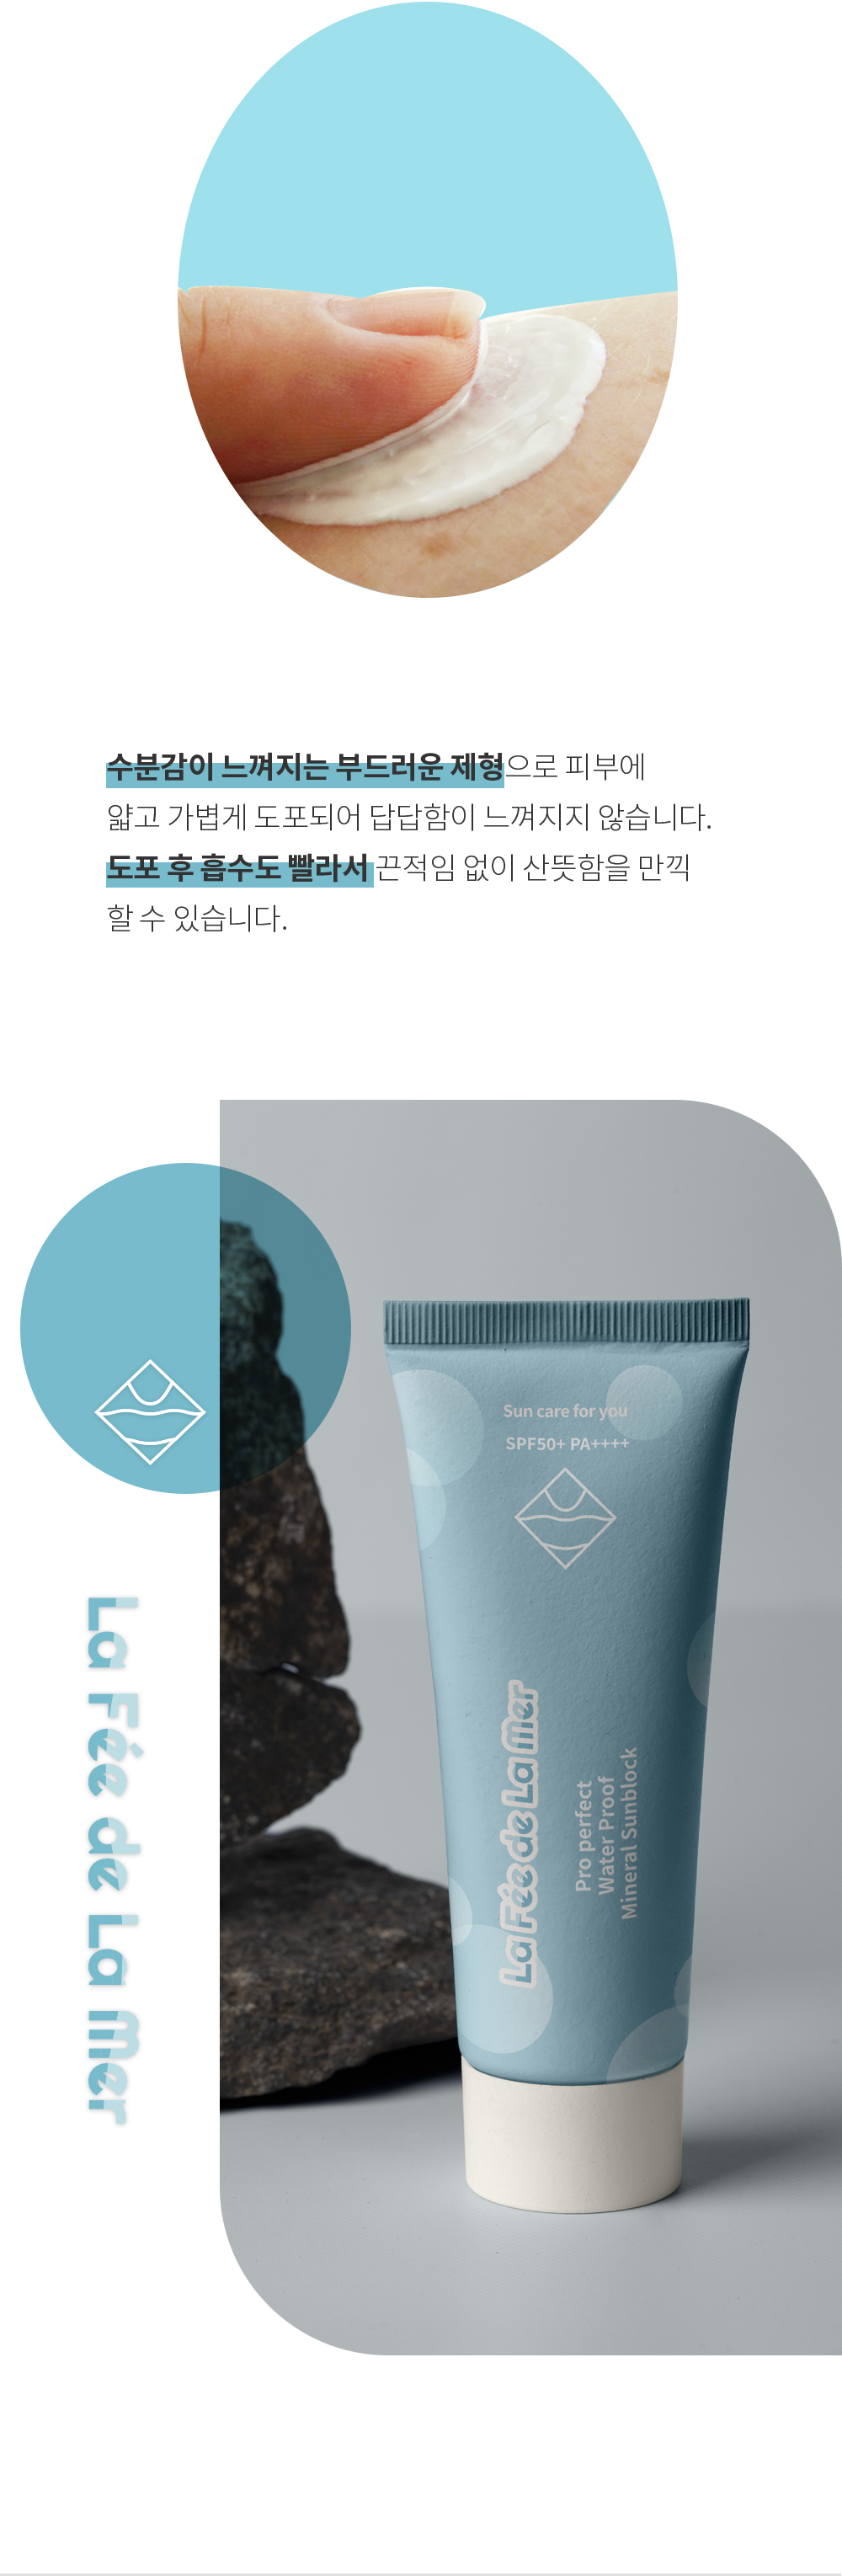 수분감이 느껴지는 부드러운 제형으로 피부에
얇고 가볍게 도포되어 답답함이 느껴지지 않습니다.
도포 후 흡수도 빨라서 끈적임 없이 산뜻함을 만끽
할 수 있습니다.
La Fée de La mer
Sun care for you
SPF50+ PA++++
La Fée de La mer
Pro perfect
Water Proof
Mineral Sunblock